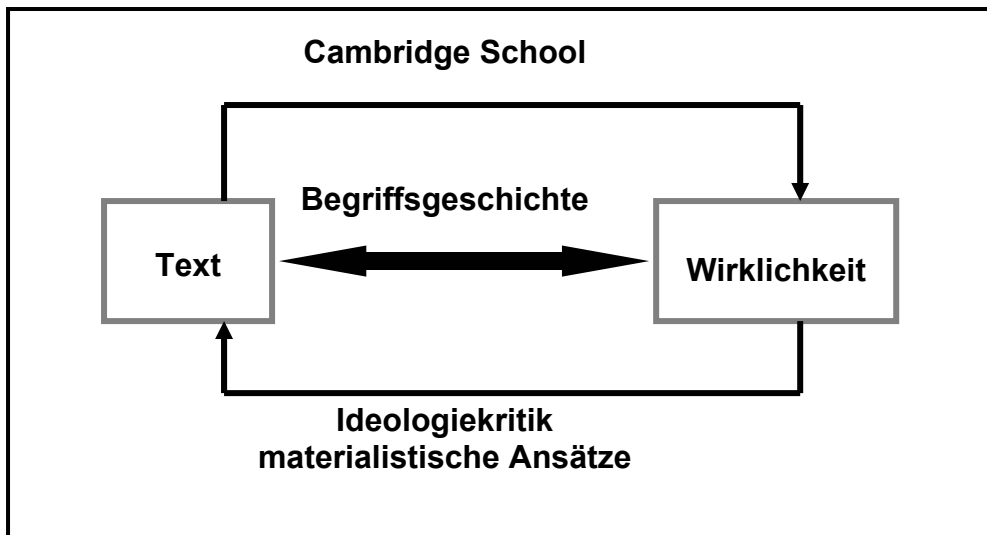 Cambridge School
Begriffsgeschichte
Text
Wirklichkeit
Ideologiekritik
materialistische Ansätze